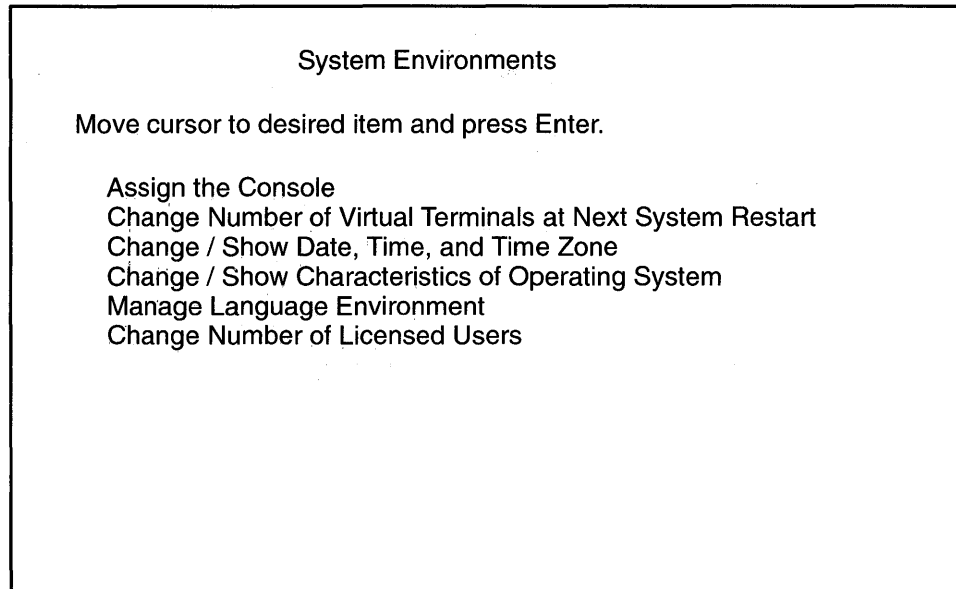 System Environments
Move cursor to desired item and press Enter.
Assign the Console
Change Number of Virtual Terminals at Next System Restart
Change / Show Date, Time, and Time Zone
Change / Show Characteristics of Operating System
Manage Language Environment
Change Number of Licensed Users